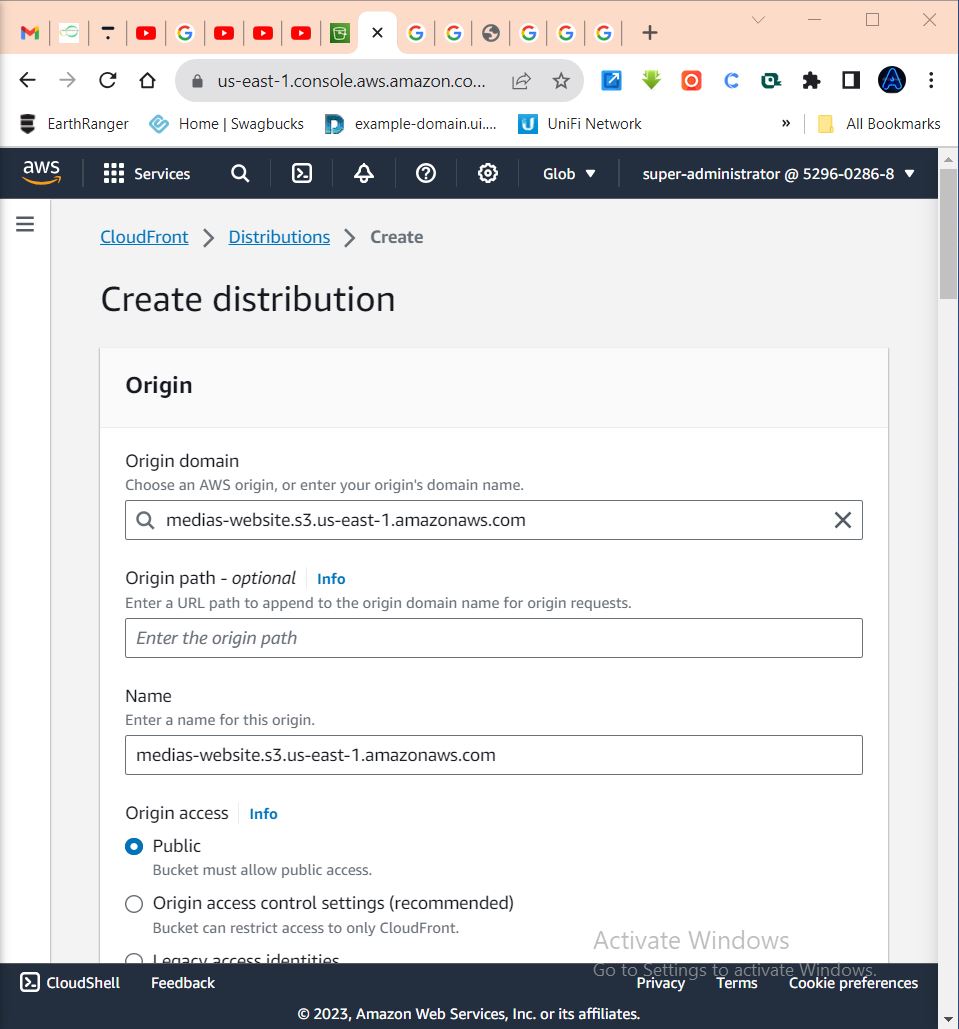 us-east-1.console.aws.amazon.co...
EarthRanger
Home | Swagbucks
example-domain.ui....
UniFi Network
»
All Bookmarks
aws
Services
Glob
super-administrator @ 5296-0286-8
CloudFront
Distributions
Create
Create distribution
Origin
Origin domain
Choose an AWS origin, or enter your origin's domain name.
medias-website.s3.us-east-1.amazonaws.com
Origin path - optional
Info
Enter a URL path to append to the origin domain name for origin requests.
Enter the origin path
Name
Enter a name for this origin.
medias-website.s3.us-east-1.amazonaws.com
Origin access
Info
Public
Bucket must allow public access.
Origin access control settings (recommended)
Bucket can restrict access to only CloudFront.
Legacy access identities
Activate Windows
Go to Settings to activate Windows.
CloudShell
Feedback
Privacy
Terms
Cookie preferences
© 2023, Amazon Web Services, Inc. or its affiliates.